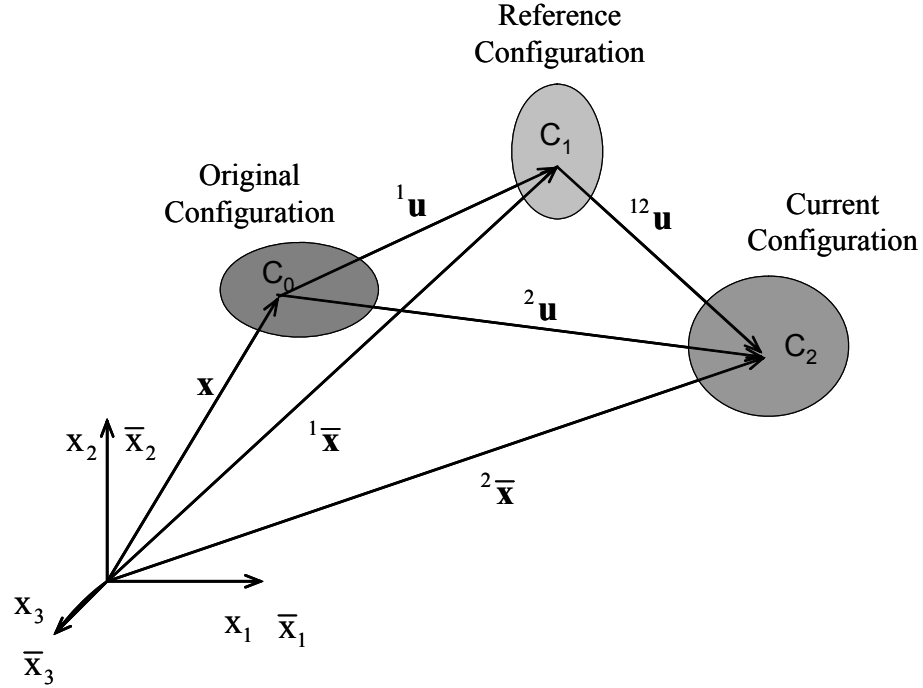 Reference
Configuration
C₁
Original
Configuration
¹u
¹²u
Current
Configuration
C₀
²u
C₂
x
x₂ x̅₂
¹x̅
²x̅
x₃
x₁ x̅₁
x̅₃